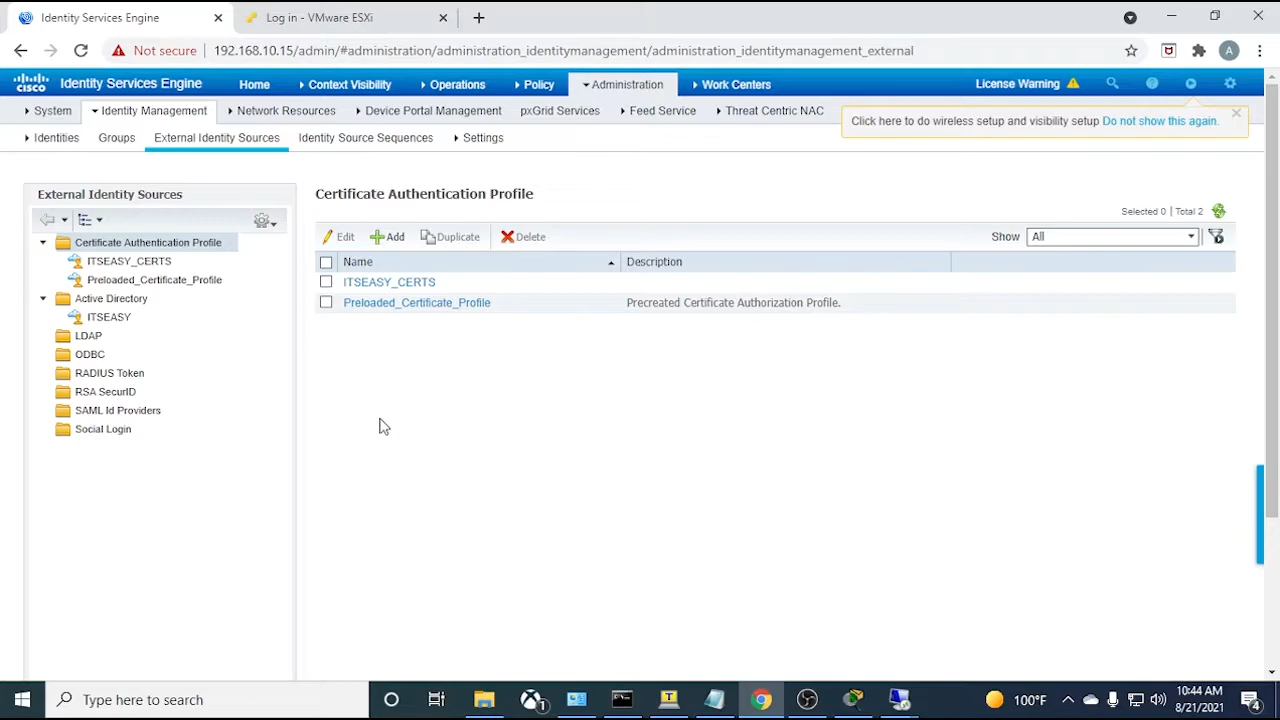 Identity Services Engine
Log in - VMware ESXi
Not secure
192.168.10.15/admin/#administration/administration_identitymanagement/administration_identitymanagement_external
A
CISCO
Identity Services Engine
Home
Context Visibility
Operations
Policy
Administration
Work Centers
License Warning
System
Identity Management
Network Resources
Device Portal Management
pxGrid Services
Feed Service
Threat Centric NAC
Click here to do wireless setup and visibility setup Do not show this again.
Identities
Groups
External Identity Sources
Identity Source Sequences
Settings
External Identity Sources
Certificate Authentication Profile
ITSEASY_CERTS
Preloaded_Certificate_Profile
Active Directory
ITSEASY
LDAP
ODBC
RADIUS Token
RSA SecurID
SAML Id Providers
Social Login
Certificate Authentication Profile
Selected 0 | Total 2
Edit
Add
Duplicate
Delete
Show
All
Name
Description
ITSEASY_CERTS
Preloaded_Certificate_Profile
Precreated Certificate Authorization Profile.
Type here to search
1
T
100°F
10:44 AM
8/21/2021
4